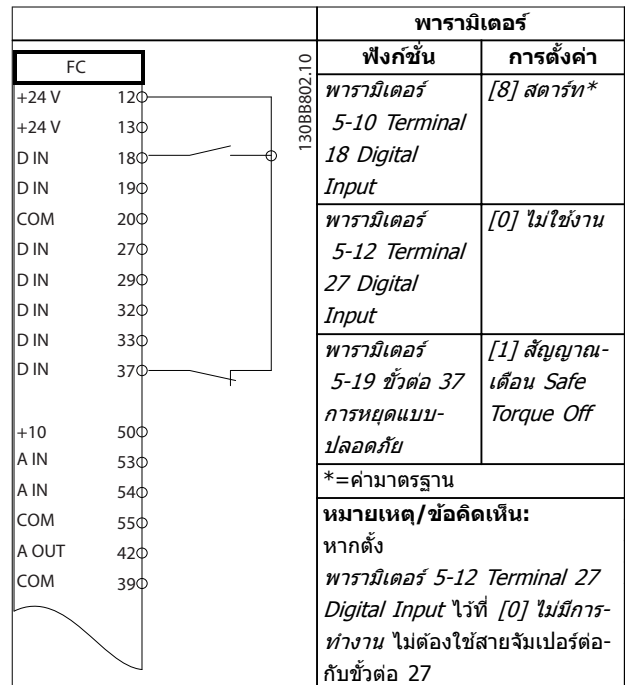 FC
+24 V 12
+24 V 13
D IN 18
D IN 19
COM 20
D IN 27
D IN 29
D IN 32
D IN 33
D IN 37
+10 50
A IN 53
A IN 54
COM 55
A OUT 42
COM 39
130BB802.10
พารามิเตอร์
ฟังก์ชั่น การตั้งค่า
พารามิเตอร์ [8] สตาร์ท*
5-10 Terminal
18 Digital
Input
พารามิเตอร์ [0] ไม่ใช้งาน
5-12 Terminal
27 Digital
Input
พารามิเตอร์ [1] สัญญาณ-
5-19 ขั้วต่อ 37 เตือน Safe
การหยุดแบบ- Torque Off
ปลอดภัย
*=ค่ามาตรฐาน
หมายเหตุ/ข้อคิดเห็น:
หากตั้ง
พารามิเตอร์ 5-12 Terminal 27
Digital Input ไว้ที่ [0] ไม่มีการ-
ทำงาน ไม่ต้องใช้สายจัมเปอร์ต่อ-
กับขั้วต่อ 27